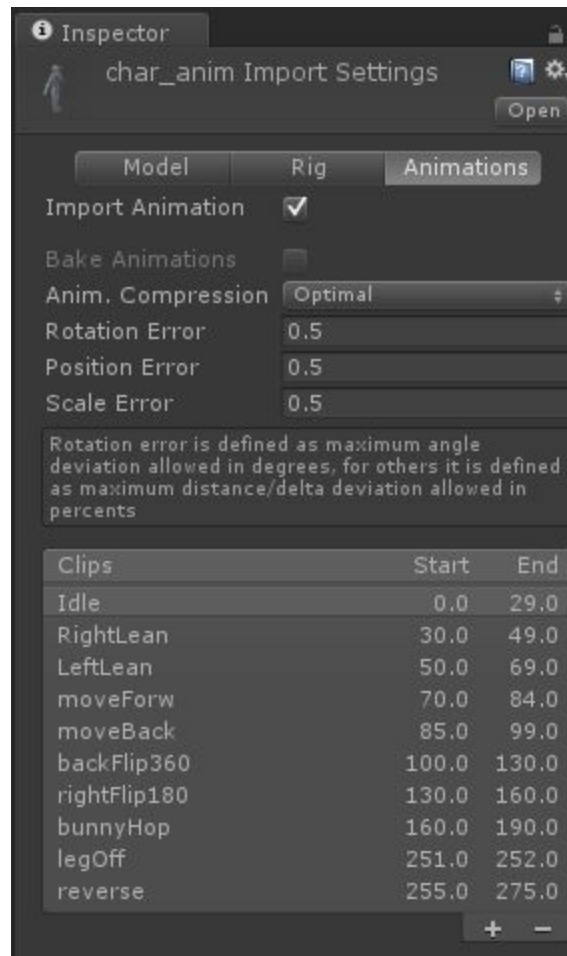 Inspector
char_anim Import Settings
Open
Model Rig Animations
Import Animation
Bake Animations
Anim. Compression Optimal
Rotation Error 0.5
Position Error 0.5
Scale Error 0.5
Rotation error is defined as maximum angle
deviation allowed in degrees, for others it is defined
as maximum distance/delta deviation allowed in
percents
Clips Start End
Idle 0.0 29.0
RightLean 30.0 49.0
LeftLean 50.0 69.0
moveForw 70.0 84.0
moveBack 85.0 99.0
backFlip360 100.0 130.0
rightFlip180 130.0 160.0
bunnyHop 160.0 190.0
legOff 251.0 252.0
reverse 255.0 275.0
+ −